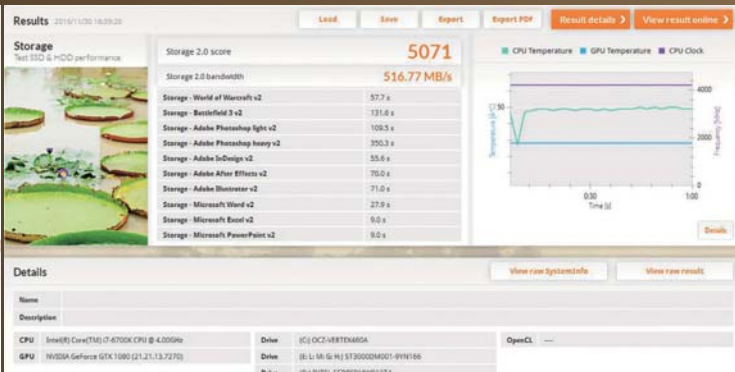 Results 2016/11/30 16:09:20
Load Save Export Export PDF Result details View result online
Storage
Test SSD & HDD performance
Storage 2.0 score 5071
Storage 2.0 bandwidth 516.77 MB/s
Storage - World of Warcraft v2 57.7 s
Storage - Battlefield 3 v2 131.6 s
Storage - Adobe Photoshop light v2 109.5 s
Storage - Adobe Photoshop heavy v2 350.3 s
Storage - Adobe InDesign v2 55.6 s
Storage - Adobe After Effects v2 70.0 s
Storage - Adobe Illustrator v2 71.0 s
Storage - Microsoft Word v2 27.9 s
Storage - Microsoft Excel v2 9.0 s
Storage - Microsoft PowerPoint v2 9.0 s
CPU Temperature GPU Temperature CPU Clock
Temperature [°C]
50
4000
2000
0
Frequency [MHz]
0:30 1:00
Time [s]
Details
Details
View raw SystemInfo View raw result
Name
Description
CPU Intel(R) Core(TM) i7-6700K CPU @ 4.00GHz Drive (C:) OCZ-VERTEX460A OpenCL ---
GPU NVIDIA GeForce GTX 1080 (21.21.13.7270) Drive (E: L: M: G: H:) ST3000DM001-9YN166
Drive